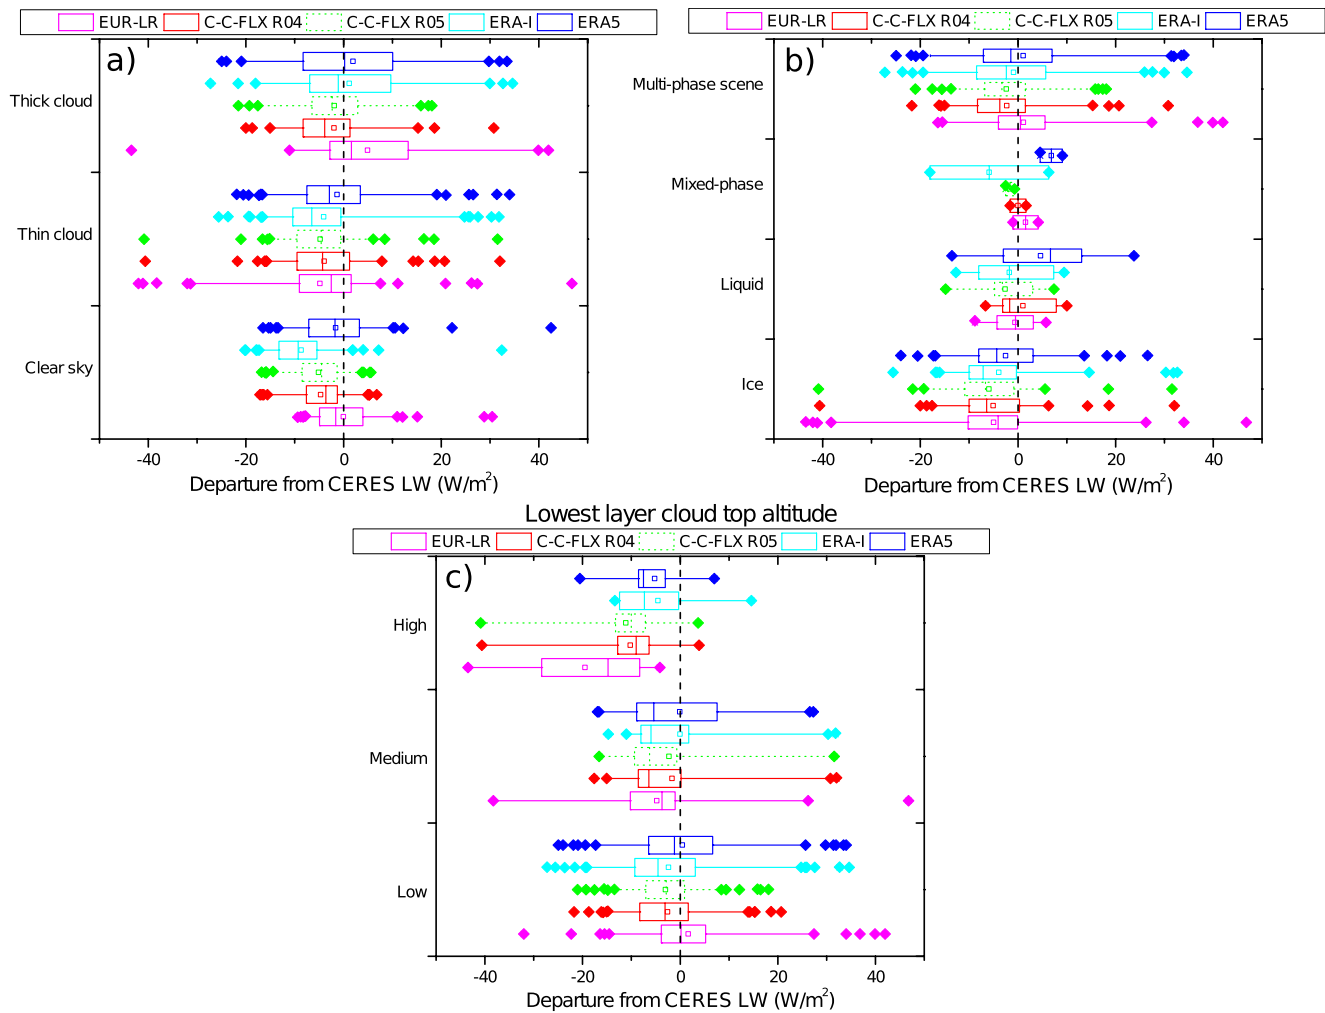 EUR-LR C-C-FLX R04 C-C-FLX R05 ERA-I ERA5
a)
Thick cloud
Thin cloud
Clear sky
-40 -20 0 20 40
Departure from CERES LW (W/m²)
EUR-LR C-C-FLX R04 C-C-FLX R05 ERA-I ERA5
b)
Multi-phase scene
Mixed-phase
Liquid
Ice
-40 -20 0 20 40
Departure from CERES LW (W/m²)
Lowest layer cloud top altitude
EUR-LR C-C-FLX R04 C-C-FLX R05 ERA-I ERA5
c)
High
Medium
Low
-40 -20 0 20 40
Departure from CERES LW (W/m²)